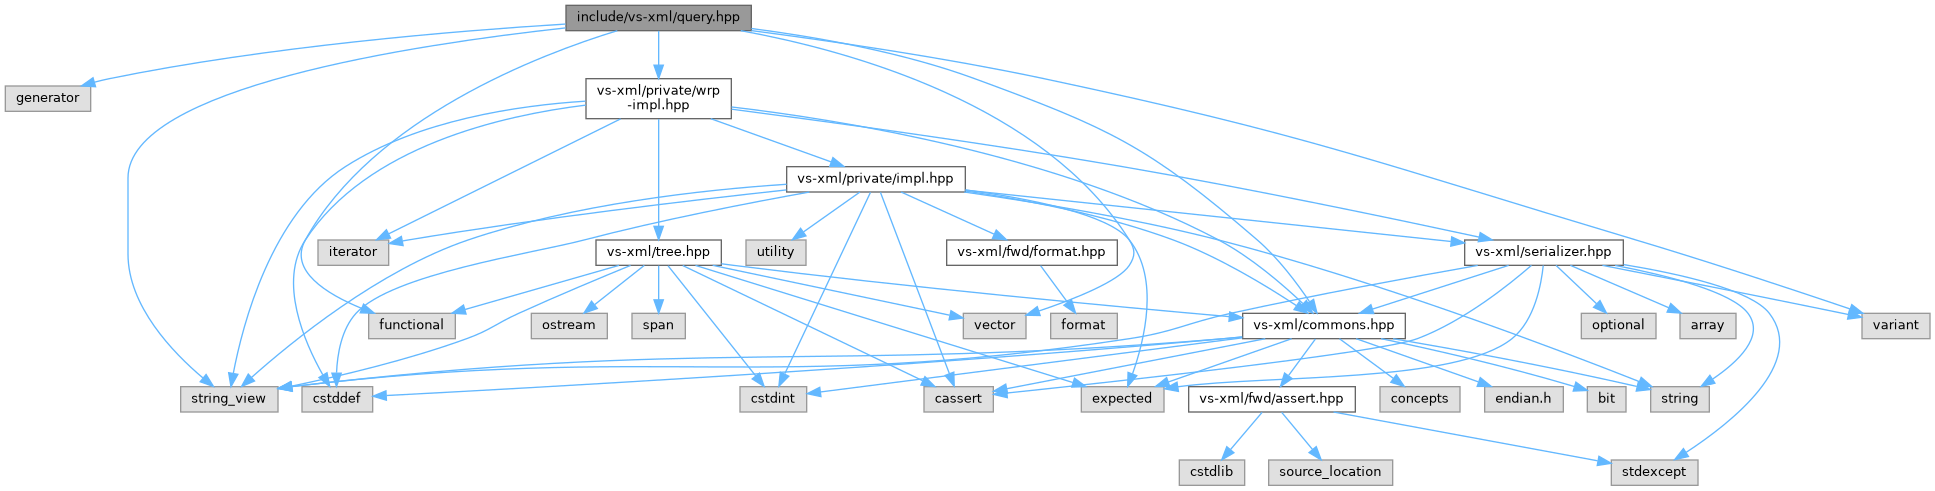 include/vs-xml/query.hpp
generator
vs-xml/private/wrp
-impl.hpp
vs-xml/private/impl.hpp
iterator
vs-xml/tree.hpp
utility
vs-xml/fwd/format.hpp
vs-xml/serializer.hpp
functional
ostream
span
vector
format
vs-xml/commons.hpp
optional
array
variant
string_view
cstddef
cstdint
cassert
expected
vs-xml/fwd/assert.hpp
concepts
endian.h
bit
string
cstdlib
source_location
stdexcept